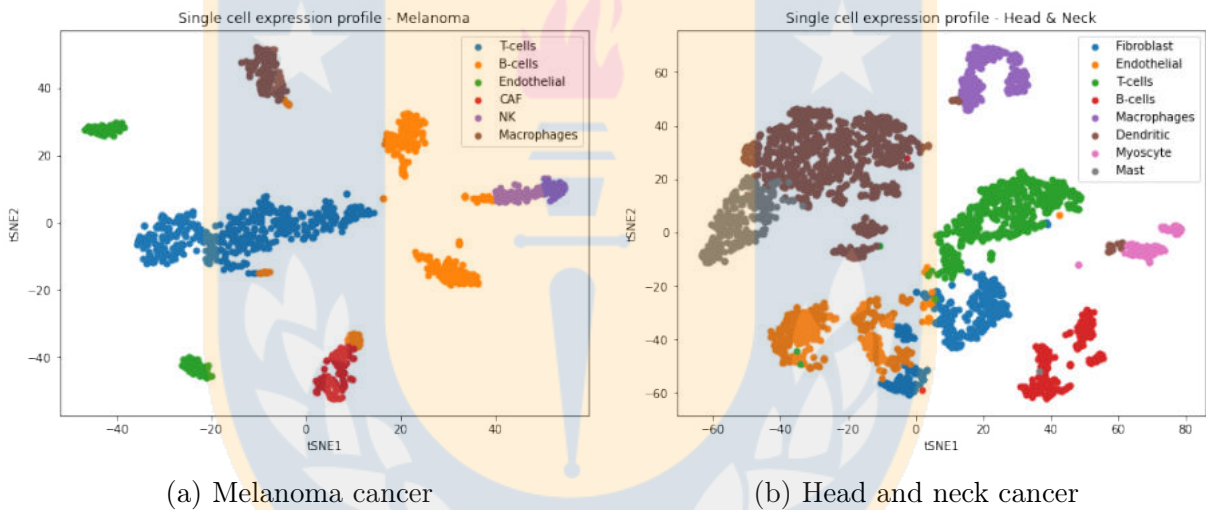 Single cell expression profile - Melanoma
T-cells
B-cells
Endothelial
CAF
NK
Macrophages
40
20
0
−20
−40
tSNE2
−40 −20 0 20 40
tSNE1
(a) Melanoma cancer
Single cell expression profile - Head & Neck
Fibroblast
Endothelial
T-cells
B-cells
Macrophages
Dendritic
Myoscyte
Mast
60
40
20
0
−20
−40
−60
tSNE2
−60 −40 −20 0 20 40 60 80
tSNE1
(b) Head and neck cancer